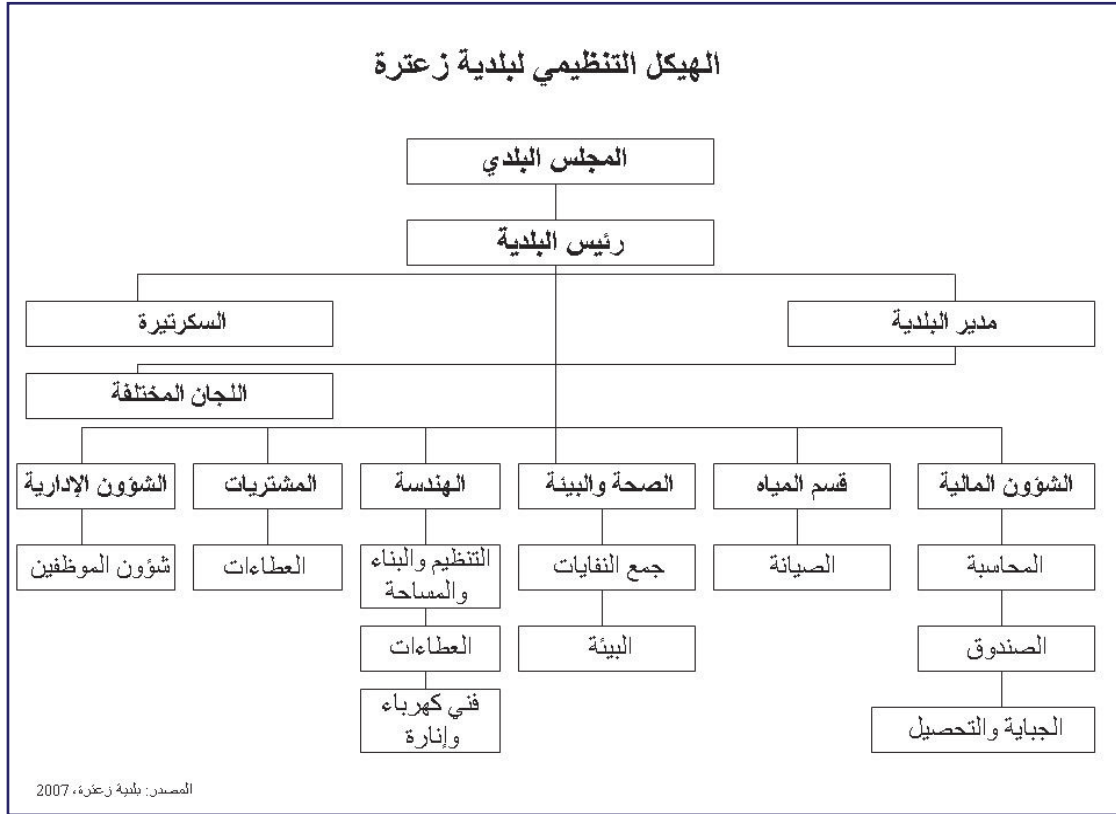 الهيكل التنظيمي لبلدية زعترة
المجلس البلدي
رئيس البلدية
مدير البلدية
السكرتيرة
اللجان المختلفة
الشؤون المالية
قسم المياه
الصحة والبيئة
الهندسة
المشتريات
الشؤون الإدارية
المحاسبة
الصيانة
جمع النفايات
التنظيم والبناء
والمساحة
العطاءات
شؤون الموظفين
الصندوق
البيئة
العطاءات
الجباية والتحصيل
فني كهرباء
وإنارة
المصدر: بلدية زعترة، 2007